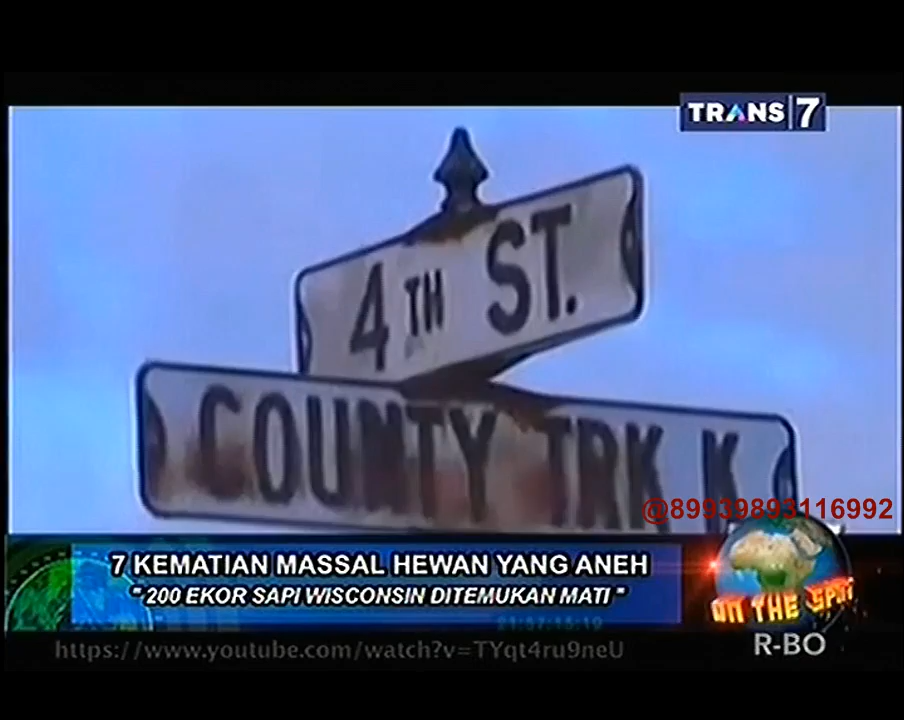 TRANS|7
4TH ST.
COUNTY TRK K
@89939893116992
7 KEMATIAN MASSAL HEWAN YANG ANEH
" 200 EKOR SAPI WISCONSIN DITEMUKAN MATI "
ON THE SPOT
R-BO
https://www.youtube.com/watch?v=TYqt4ru9neU